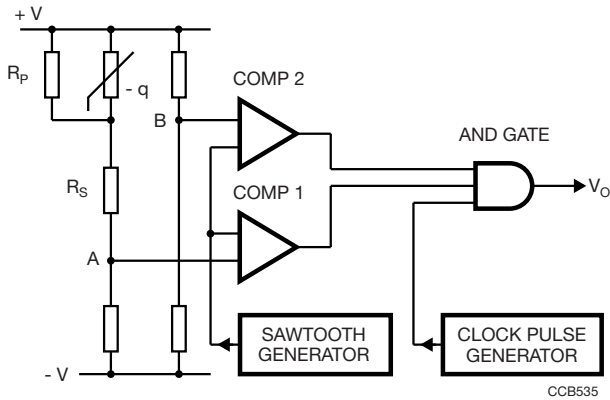 + V
R_P
- q
COMP 2
B
AND GATE
V_O
R_S
COMP 1
A
SAWTOOTH
GENERATOR
CLOCK PULSE
GENERATOR
- V
CCB535